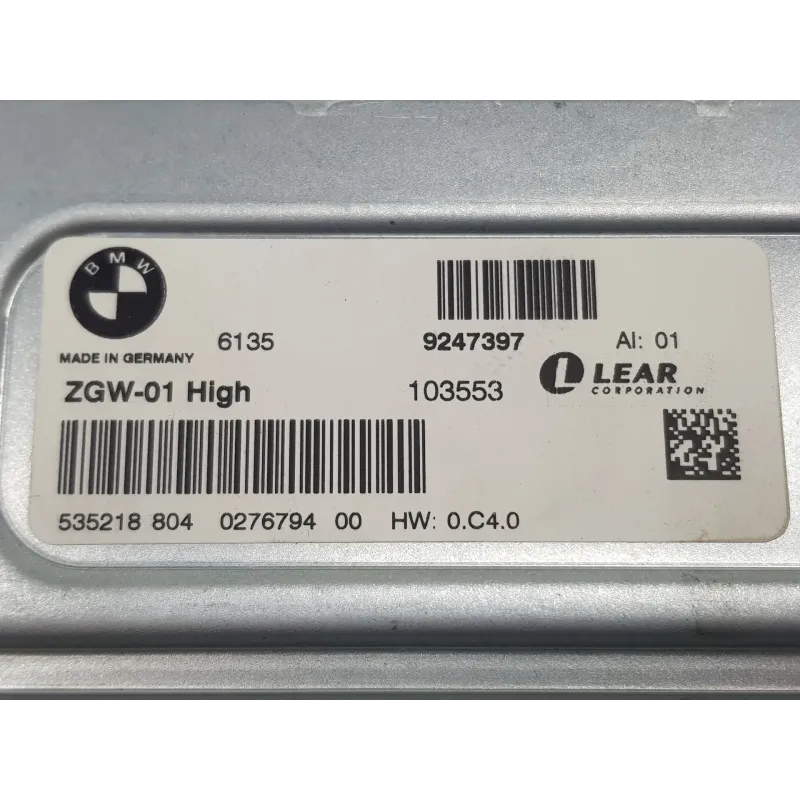 BMW
6135 9247397 AI: 01
MADE IN GERMANY
ZGW-01 High 103553 LEAR
CORPORATION
535218 804 0276794 00 HW: 0.C4.0